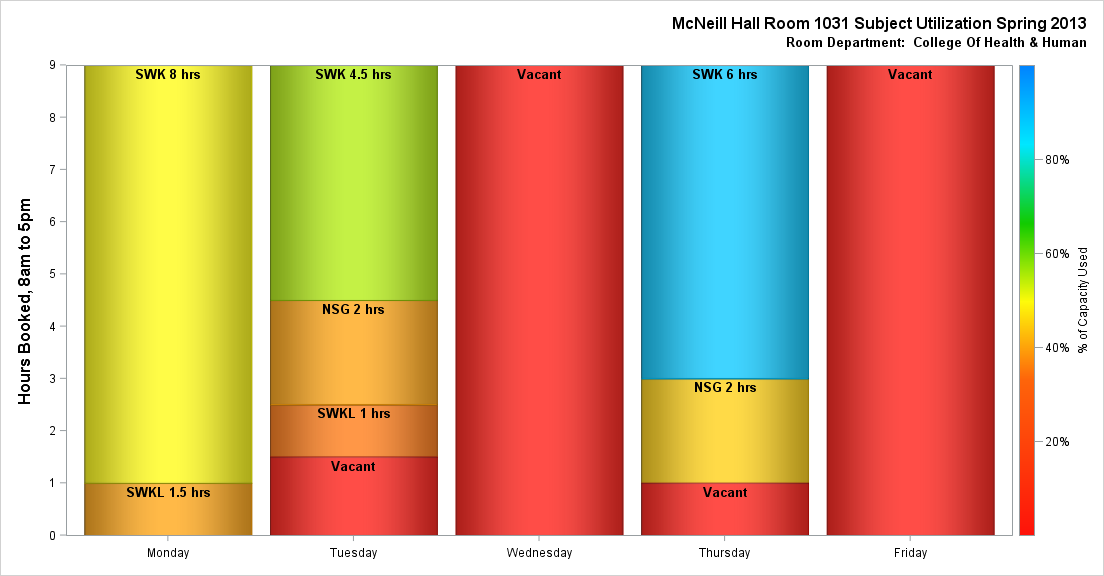 McNeill Hall Room 1031 Subject Utilization Spring 2013
Room Department:  College Of Health & Human
Hours Booked, 8am to 5pm
9
8
7
6
5
4
3
2
1
0
SWK 8 hrs
SWKL 1.5 hrs
SWK 4.5 hrs
NSG 2 hrs
SWKL 1 hrs
Vacant
Vacant
SWK 6 hrs
NSG 2 hrs
Vacant
Vacant
Monday
Tuesday
Wednesday
Thursday
Friday
80%
60%
40%
20%
% of Capacity Used